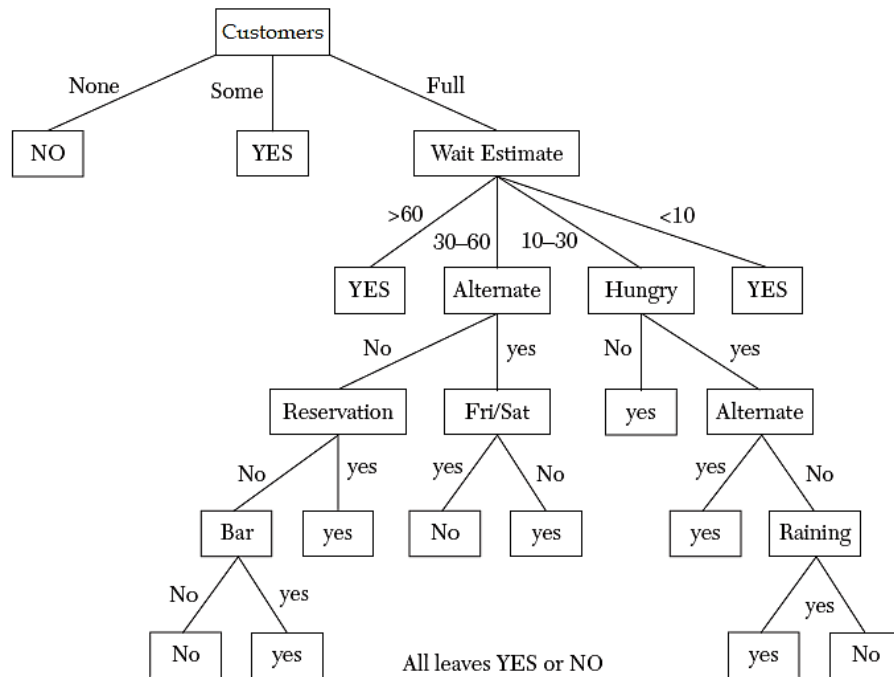 Customers
None
Some
Full
NO
YES
Wait Estimate
>60
30–60
10–30
<10
YES
Alternate
Hungry
YES
No
yes
No
yes
Reservation
Fri/Sat
yes
Alternate
No
yes
yes
No
yes
No
Bar
yes
No
yes
yes
Raining
No
yes
yes
No
yes
yes
No
All leaves YES or NO